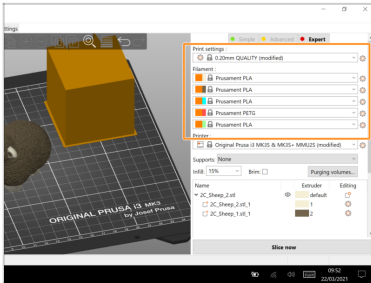 ttings
Simple Advanced Expert
Print settings :
0.20mm QUALITY (modified)
Filament :
Prusament PLA
Prusament PLA
Prusament PLA
Prusament PETG
Prusament PLA
Printer :
Original Prusa i3 MK3S & MK3S+ MMU2S (modified)
Supports: None
Infill: 15% Brim:
Purging volumes...
Name Extruder Editing
2C_Sheep_2.stl default
2C_Sheep_2.stl_1 1
2C_Sheep_1.stl_1 2
ORIGINAL PRUSA i3 MK3
by Josef Prusa
Slice now
09:52
22/03/2021